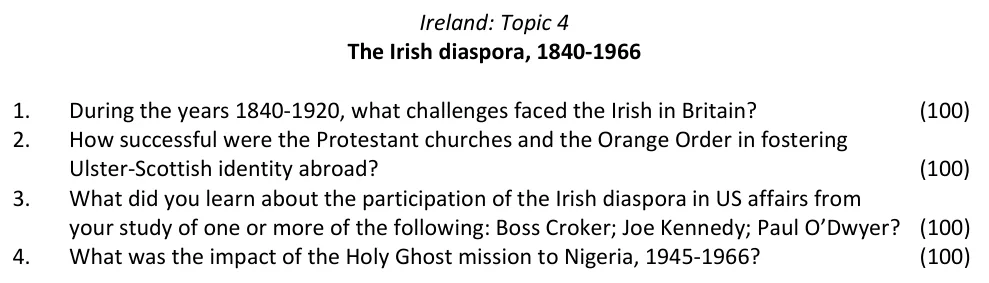 Ireland: Topic 4
The Irish diaspora, 1840-1966
1. During the years 1840-1920, what challenges faced the Irish in Britain? (100)
2. How successful were the Protestant churches and the Orange Order in fostering
Ulster-Scottish identity abroad? (100)
3. What did you learn about the participation of the Irish diaspora in US affairs from
your study of one or more of the following: Boss Croker; Joe Kennedy; Paul O’Dwyer? (100)
4. What was the impact of the Holy Ghost mission to Nigeria, 1945-1966? (100)